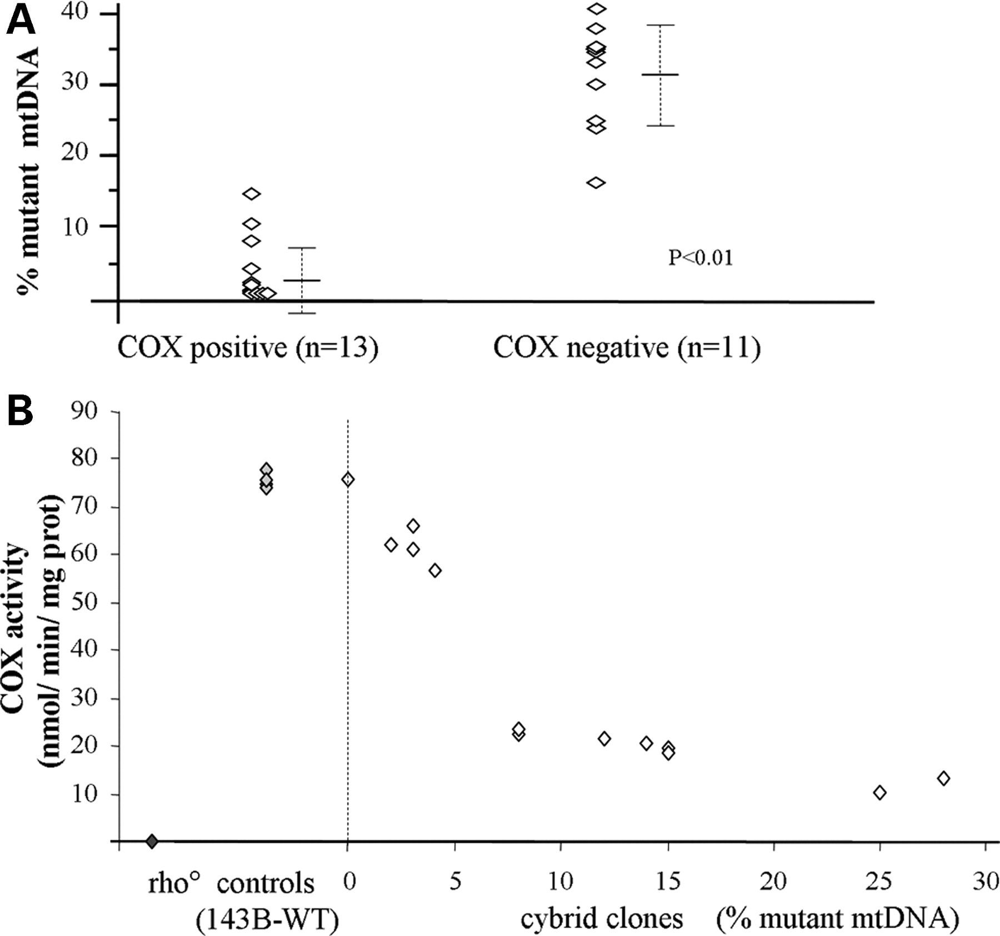 A
% mutant mtDNA
40
30
20
10
P<0.01
COX positive (n=13)
COX negative (n=11)
B
COX activity
(nmol/ min/ mg prot)
90
80
70
60
50
40
30
20
10
rho° controls 0 5 10 15 20 25 30
(143B-WT) cybrid clones (% mutant mtDNA)